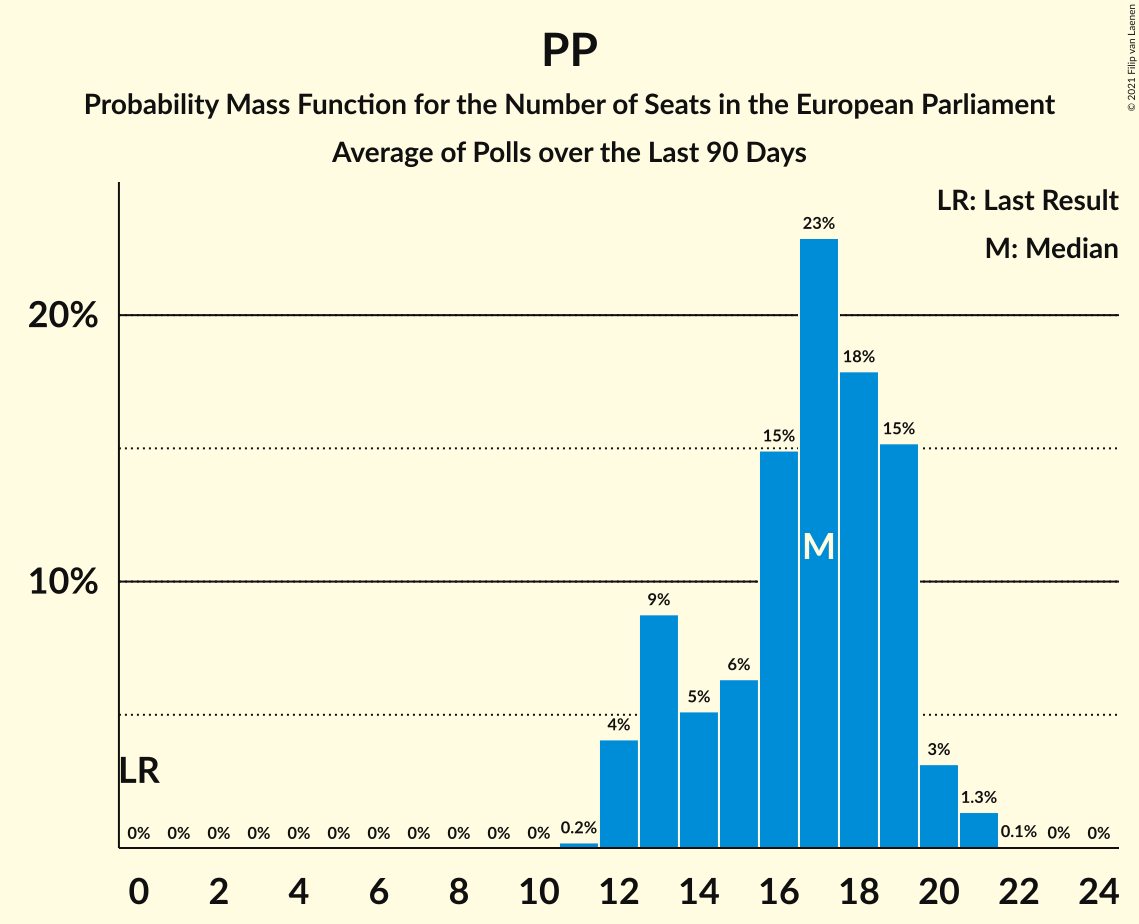 PP
Probability Mass Function for the Number of Seats in the European Parliament
Average of Polls over the Last 90 Days
© 2021 Filip van Laenen
LR: Last Result
M: Median
20%
10%
23%
18%
15%
15%
9%
6%
5%
4%
3%
1.3%
0.2%
0.1%
M
LR
0% 0% 0% 0% 0% 0% 0% 0% 0% 0% 0% 0% 0%
0 2 4 6 8 10 12 14 16 18 20 22 24